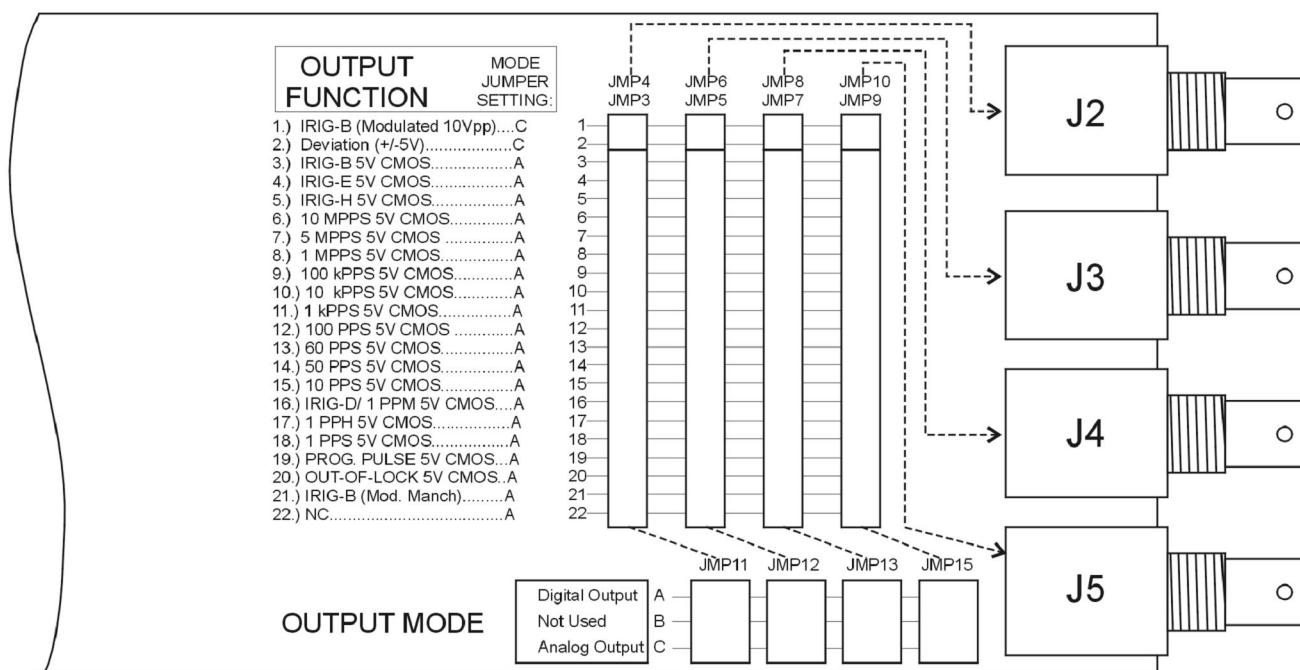 OUTPUT
FUNCTION
MODE
JUMPER
SETTING:
1.) IRIG-B (Modulated 10Vpp)....C
2.) Deviation (+/-5V)..................C
3.) IRIG-B 5V CMOS..............A
4.) IRIG-E 5V CMOS..............A
5.) IRIG-H 5V CMOS..............A
6.) 10 MPPS 5V CMOS............A
7.) 5 MPPS 5V CMOS ............A
8.) 1 MPPS 5V CMOS.............A
9.) 100 kPPS 5V CMOS...........A
10.) 10 kPPS 5V CMOS...........A
11.) 1 kPPS 5V CMOS...............A
12.) 100 PPS 5V CMOS ...........A
13.) 60 PPS 5V CMOS.............A
14.) 50 PPS 5V CMOS.............A
15.) 10 PPS 5V CMOS.............A
16.) IRIG-D/ 1 PPM 5V CMOS....A
17.) 1 PPH 5V CMOS...............A
18.) 1 PPS 5V CMOS...............A
19.) PROG. PULSE 5V CMOS...A
20.) OUT-OF-LOCK 5V CMOS..A
21.) IRIG-B (Mod. Manch).........A
22.) NC..................................A
JMP4 JMP6 JMP8 JMP10
JMP3 JMP5 JMP7 JMP9
1
2
3
4
5
6
7
8
9
10
11
12
13
14
15
16
17
18
19
20
21
22
J2
J3
J4
J5
JMP11 JMP12 JMP13 JMP15
OUTPUT MODE
Digital Output A
Not Used B
Analog Output C